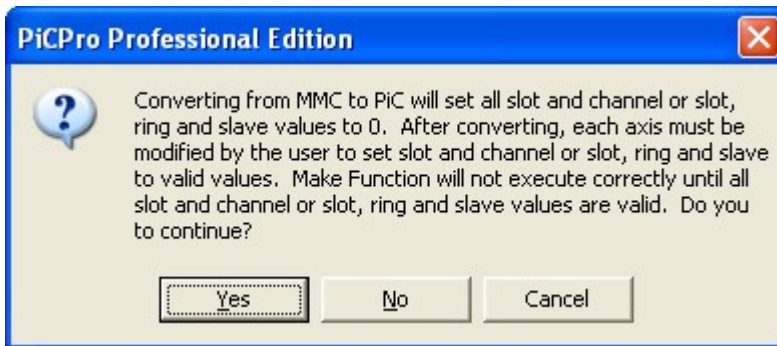 PiCPro Professional Edition
Converting from MMC to PiC will set all slot and channel or slot,
ring and slave values to 0. After converting, each axis must be
modified by the user to set slot and channel or slot, ring and slave
to valid values. Make Function will not execute correctly until all
slot and channel or slot, ring and slave values are valid. Do you
to continue?
Yes No Cancel